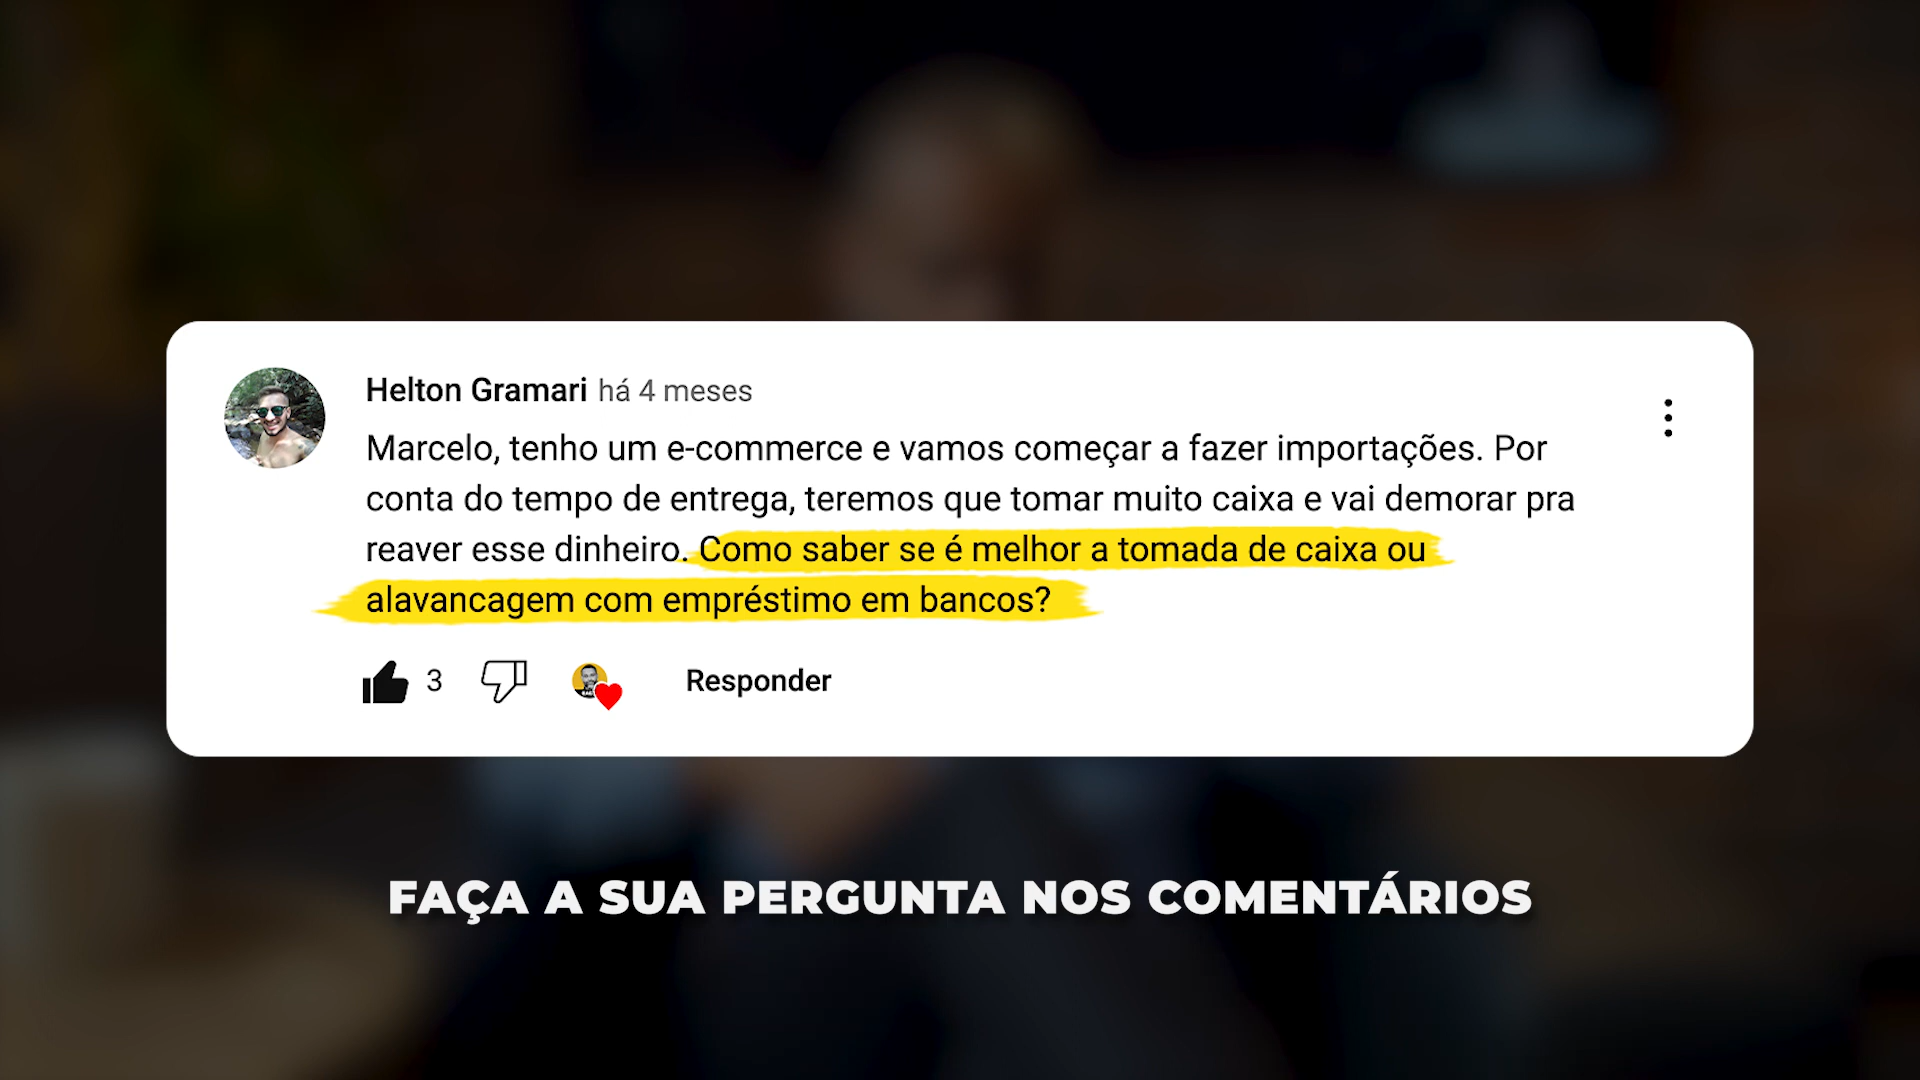 Helton Gramari há 4 meses
Marcelo, tenho um e-commerce e vamos começar a fazer importações. Por
conta do tempo de entrega, teremos que tomar muito caixa e vai demorar pra
reaver esse dinheiro. Como saber se é melhor a tomada de caixa ou
alavancagem com empréstimo em bancos?
3 Responder
FAÇA A SUA PERGUNTA NOS COMENTÁRIOS